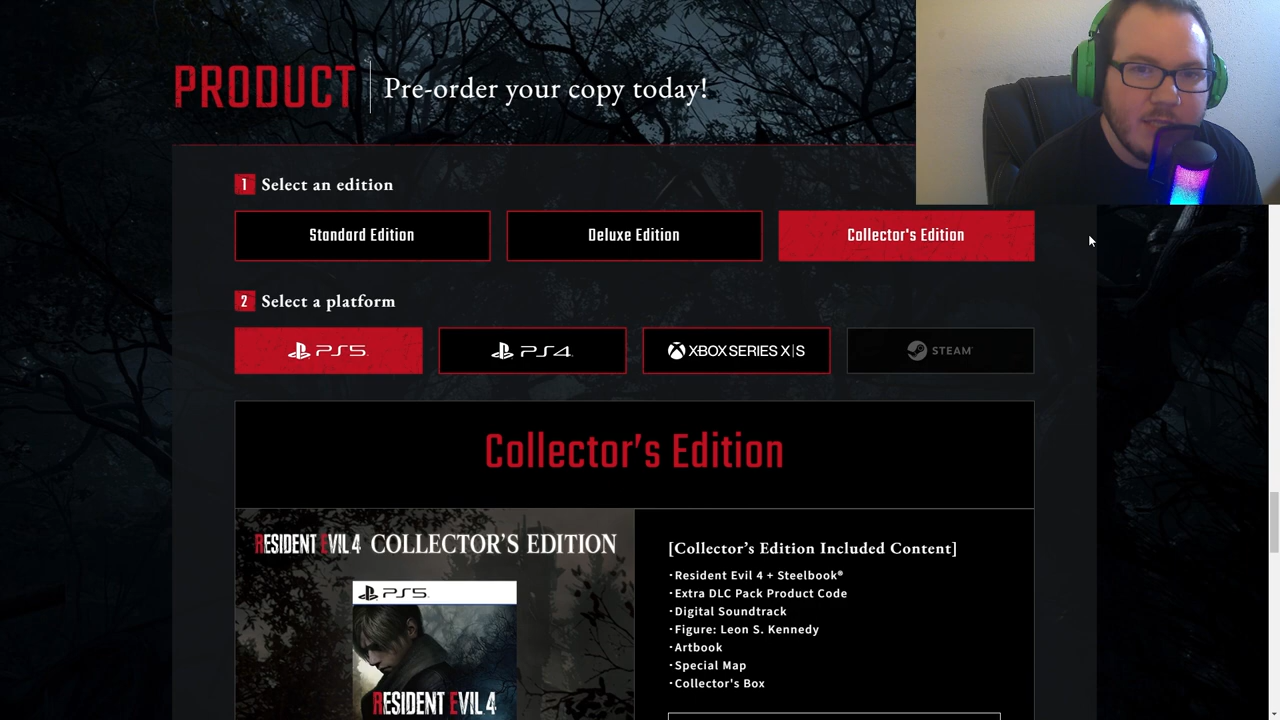 PRODUCT
Pre-order your copy today!
1 Select an edition
Standard Edition
Deluxe Edition
Collector's Edition
2 Select a platform
PS5
PS4
XBOX SERIES X|S
STEAM
Collector's Edition
RESIDENT EVIL 4 COLLECTOR'S EDITION
PS5
RESIDENT EVIL 4
[Collector's Edition Included Content]
·Resident Evil 4 + Steelbook®
·Extra DLC Pack Product Code
·Digital Soundtrack
·Figure: Leon S. Kennedy
·Artbook
·Special Map
·Collector's Box